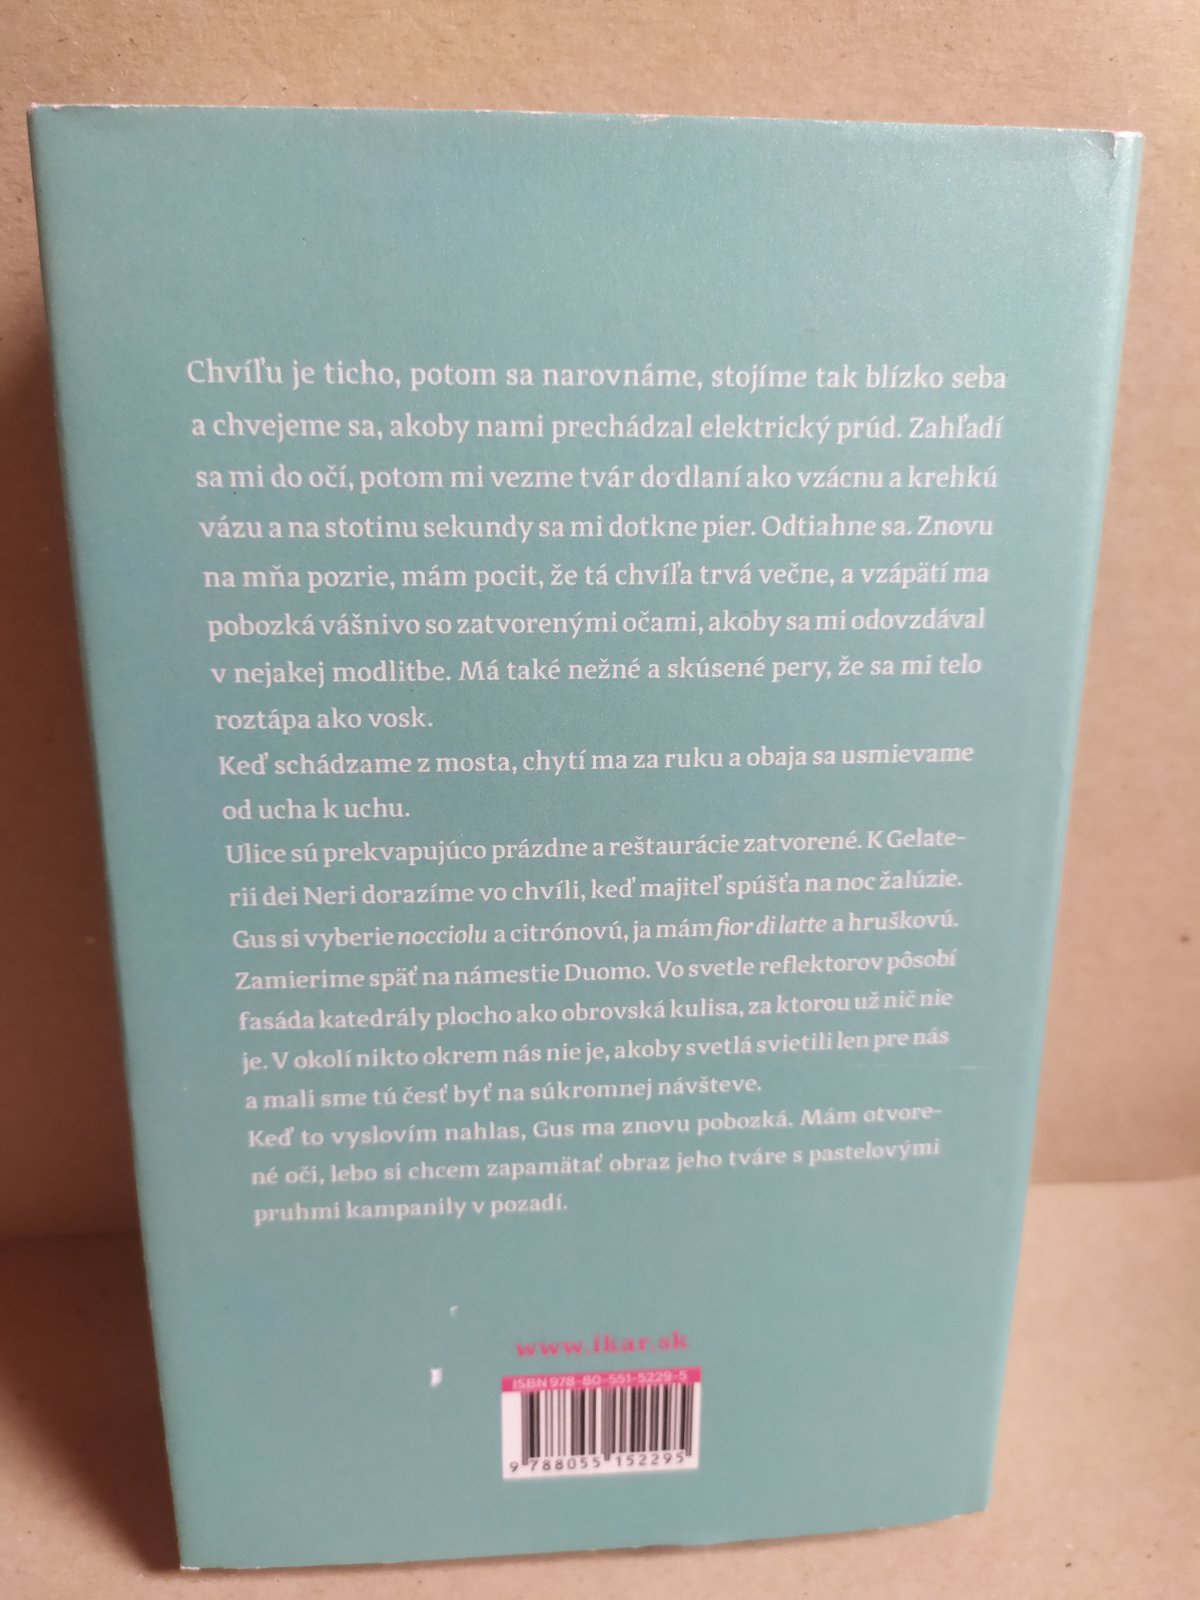 Chvíľu je ticho, potom sa narovnáme, stojíme tak blízko seba
a chvejeme sa, akoby nami prechádzal elektrický prúd. Zahľadí
sa mi do očí, potom mi vezme tvár do dlaní ako vzácnu a krehkú
vázu a na stotinu sekundy sa mi dotkne pier. Odtiahne sa. Znovu
na mňa pozrie, mám pocit, že tá chvíľa trvá večne, a vzápätí ma
pobozká vášnivo so zatvorenými očami, akoby sa mi odovzdával
v nejakej modlitbe. Má také nežné a skúsené pery, že sa mi telo
roztápa ako vosk.
Keď schádzame z mosta, chytí ma za ruku a obaja sa usmievame
od ucha k uchu.
Ulice sú prekvapujúco prázdne a reštaurácie zatvorené. K Gelate-
rii dei Neri dorazíme vo chvíli, keď majiteľ spúšťa na noc žalúzie.
Gus si vyberie nocciolu a citrónovú, ja mám fior di latte a hruškovú.
Zamierime späť na námestie Duomo. Vo svetle reflektorov pôsobí
fasáda katedrály plocho ako obrovská kulisa, za ktorou už nič nie
je. V okolí nikto okrem nás nie je, akoby svetlá svietili len pre nás
a mali sme tú česť byť na súkromnej návšteve.
Keď to vyslovím nahlas, Gus ma znovu pobozká. Mám otvore-
né oči, lebo si chcem zapamätať obraz jeho tváre s pastelovými
pruhmi kampanily v pozadí.
www.ikar.sk
ISBN 978-80-551-5229-5
9 788055 152295